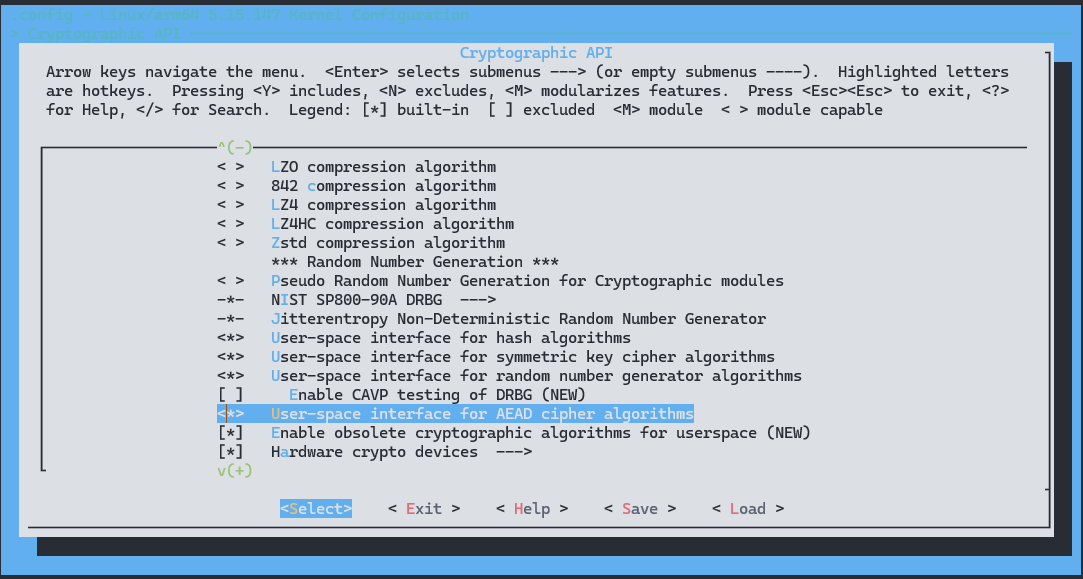 .config - Linux/arm64 5.15.147 Kernel Configuration
> Cryptographic API
Cryptographic API
Arrow keys navigate the menu.  <Enter> selects submenus ---> (or empty submenus ----).  Highlighted letters
are hotkeys.  Pressing <Y> includes, <N> excludes, <M> modularizes features.  Press <Esc><Esc> to exit, <?>
for Help, </> for Search.  Legend: [*] built-in  [ ] excluded  <M> module  < > module capable
^(-)
< >   LZO compression algorithm
< >   842 compression algorithm
< >   LZ4 compression algorithm
< >   LZ4HC compression algorithm
< >   Zstd compression algorithm
*** Random Number Generation ***
< >   Pseudo Random Number Generation for Cryptographic modules
-*-   NIST SP800-90A DRBG  --->
-*-   Jitterentropy Non-Deterministic Random Number Generator
<*>   User-space interface for hash algorithms
<*>   User-space interface for symmetric key cipher algorithms
<*>   User-space interface for random number generator algorithms
[ ]     Enable CAVP testing of DRBG (NEW)
<*>   User-space interface for AEAD cipher algorithms
[*]   Enable obsolete cryptographic algorithms for userspace (NEW)
[*]   Hardware crypto devices  --->
v(+)
<Select>    < Exit >    < Help >    < Save >    < Load >